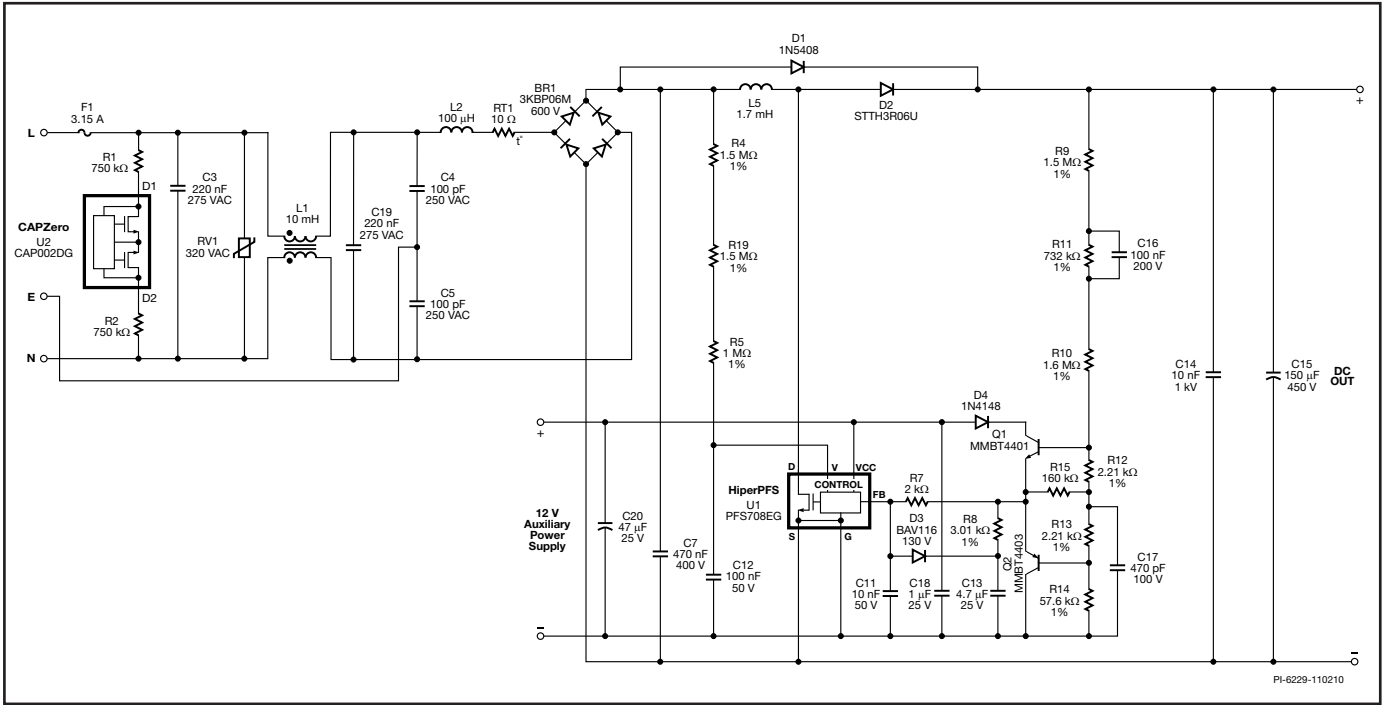 D1
1N5408
F1
3.15 A
L2
100 µH
RT1
10 Ω
t°
BR1
3KBP06M
600 V
L5
1.7 mH
D2
STTH3R06U
+
L
R1
750 kΩ
D1
C3
220 nF
275 VAC
CAPZero
U2
CAP002DG
RV1
320 VAC
L1
10 mH
C19
220 nF
275 VAC
C4
100 pF
250 VAC
R4
1.5 MΩ
1%
R9
1.5 MΩ
1%
R19
1.5 MΩ
1%
R11
732 kΩ
1%
C16
100 nF
200 V
E
D2
R2
750 kΩ
C5
100 pF
250 VAC
N
R5
1 MΩ
1%
R10
1.6 MΩ
1%
C14
10 nF
1 kV
C15
150 µF
450 V
DC
OUT
D4
1N4148
+
Q1
MMBT4401
D
V
VCC
CONTROL
FB
HiperPFS
U1
PFS708EG
S
G
R7
2 kΩ
R15
160 kΩ
R12
2.21 kΩ
1%
D3
BAV116
130 V
R8
3.01 kΩ
1%
Q2
MMBT4403
R13
2.21 kΩ
1%
C17
470 pF
100 V
12 V
Auxiliary
Power
Supply
C20
47 µF
25 V
C7
470 nF
400 V
C12
100 nF
50 V
C11
10 nF
50 V
C18
1 µF
25 V
C13
4.7 µF
25 V
R14
57.6 kΩ
1%
−
−
PI-6229-110210